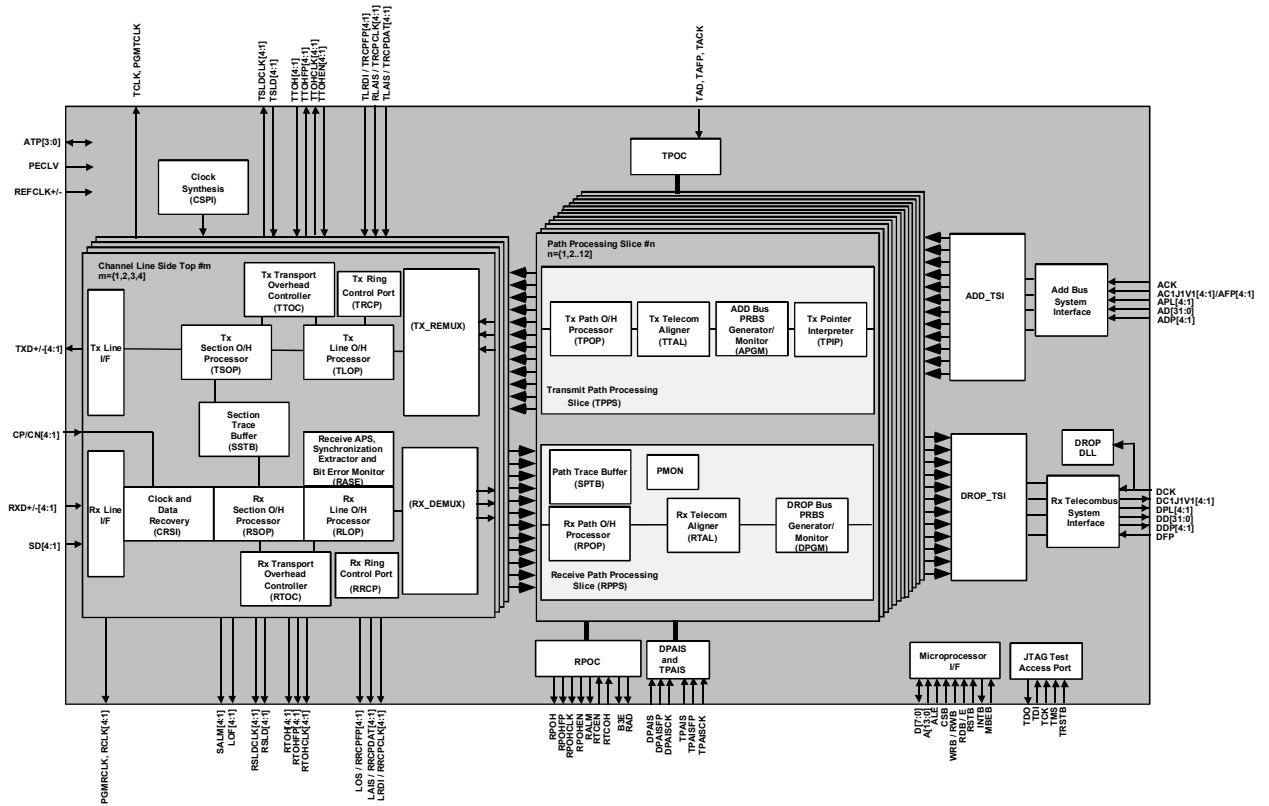 TCLK, PGMTCLK
TSLDCLK[4:1]
TSLD[4:1]
TTOH[4:1]
TTOHFP[4:1]
TTOHCLK[4:1]
TTOHEN[4:1]
TLRDI / TRCPFP[4:1]
RLAIS / TRCPCLK[4:1]
TLAIS / TRCPDAT[4:1]
TAD, TAFP, TACK
ATP[3:0]
PECLV
REFCLK+/-
Clock
Synthesis
(CSPI)
TPOC
Channel Line Side Top #m
m={1,2,3,4}
Tx Transport
Overhead
Controller
(TTOC)
Tx Ring
Control Port
(TRCP)
(TX_REMUX)
Tx Line
I/F
Tx
Section O/H
Processor
(TSOP)
Tx
Line O/H
Processor
(TLOP)
TXD+/-[4:1]
Section
Trace
Buffer
(SSTB)
CP/CN[4:1]
Receive APS,
Synchronization
Extractor and
Bit Error Monitor
(RASE)
(RX_DEMUX)
Rx Line
I/F
Clock and
Data
Recovery
(CRSI)
Rx
Section O/H
Processor
(RSOP)
Rx
Line O/H
Processor
(RLOP)
RXD+/-[4:1]
SD[4:1]
Rx Transport
Overhead
Controller
(RTOC)
Rx Ring
Control Port
(RRCP)
Path Processing Slice #n
n=[1,2..12]
Tx Path O/H
Processor
(TPOP)
Tx Telecom
Aligner
(TTAL)
ADD Bus
PRBS
Generator/
Monitor
(APGM)
Tx Pointer
Interpreter
(TPIP)
Transmit Path Processing
Slice (TPPS)
Path Trace Buffer
(SPTB)
PMON
Rx Path O/H
Processor
(RPOP)
Rx Telecom
Aligner
(RTAL)
DROP Bus
PRBS
Generator/
Monitor
(DPGM)
Receive Path Processing
Slice (RPPS)
ADD_TSI
Add Bus
System
Interface
ACK
AC1J1V1[4:1]/AFP[4:1]
APL[4:1]
AD[31:0]
ADP[4:1]
DROP_TSI
DROP
DLL
Rx Telecombus
System
Interface
DCK
DC1J1V1[4:1]
DPL[4:1]
DD[31:0]
DDP[4:1]
DFP
RPOC
DPAIS
and
TPAIS
Microprocessor
I/F
JTAG Test
Access Port
PGMRCLK, RCLK[4:1]
SALM[4:1]
LOF[4:1]
RSLDCLK[4:1]
RSLD[4:1]
RTOH[4:1]
RTOHFP[4:1]
RTOHCLK[4:1]
LOS / RRCPFP[4:1]
LAIS / RRCPDAT[4:1]
LRDI / RRCPCLK[4:1]
RPOH
RPOHFP
RPOHCLK
RPOHEN
RALM
RTCEN
RTCOH
B3E
RAD
DPAIS
DPAISFP
DPAISCK
TPAIS
TPAISFP
TPAISCK
D[7:0]
A[13:0]
ALE
CSB
WRB / RWB
RDB / E
RSTB
INTB
MBEB
TDO
TDI
TCK
TMS
TRSTB